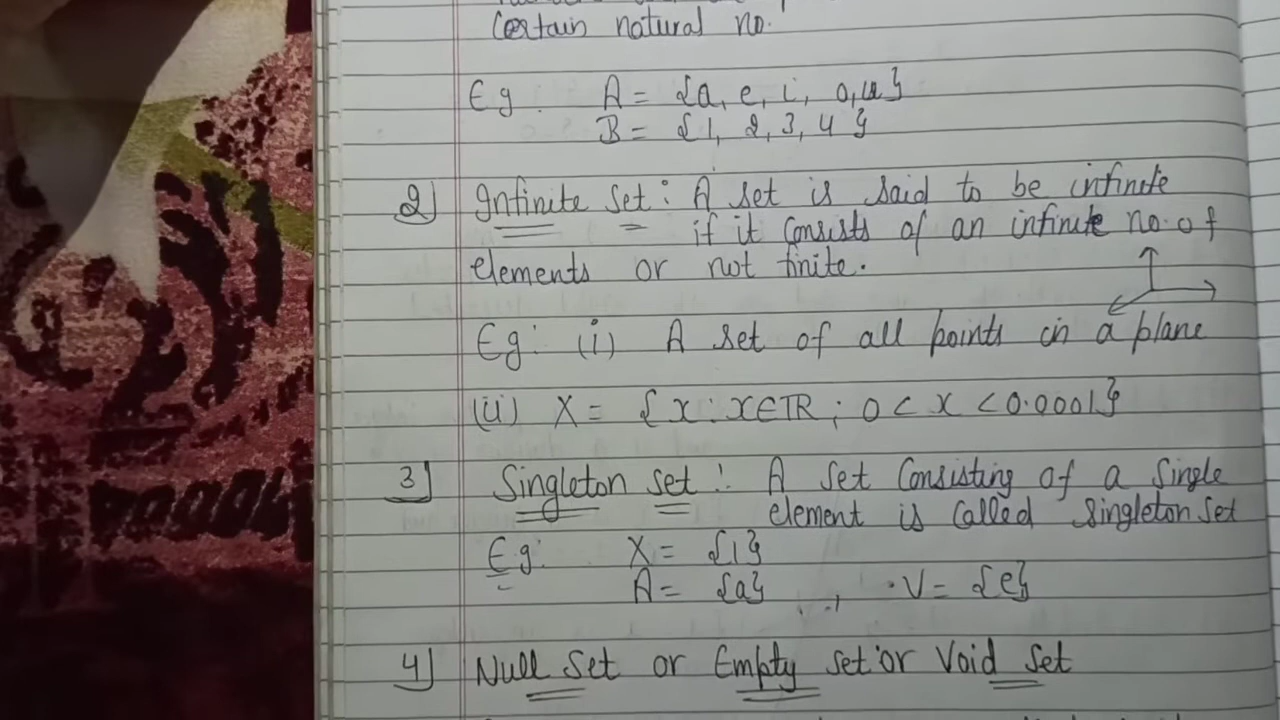 Certain natural no.
Eg: A = {a, e, i, o, u}
B = {1, 2, 3, 4}
2) Infinite Set: A set is said to be infinite
if it consists of an infinite no. of
elements or not finite.
Eg: (i) A set of all points in a plane
(ii) X = {x : x ∈ ℝ ; 0 < x < 0.0001}
3) Singleton set: A set Consisting of a Single
element is called Singleton Set
Eg: X = {1}
A = {a} , V = {e}
4) Null Set or Empty set or Void Set